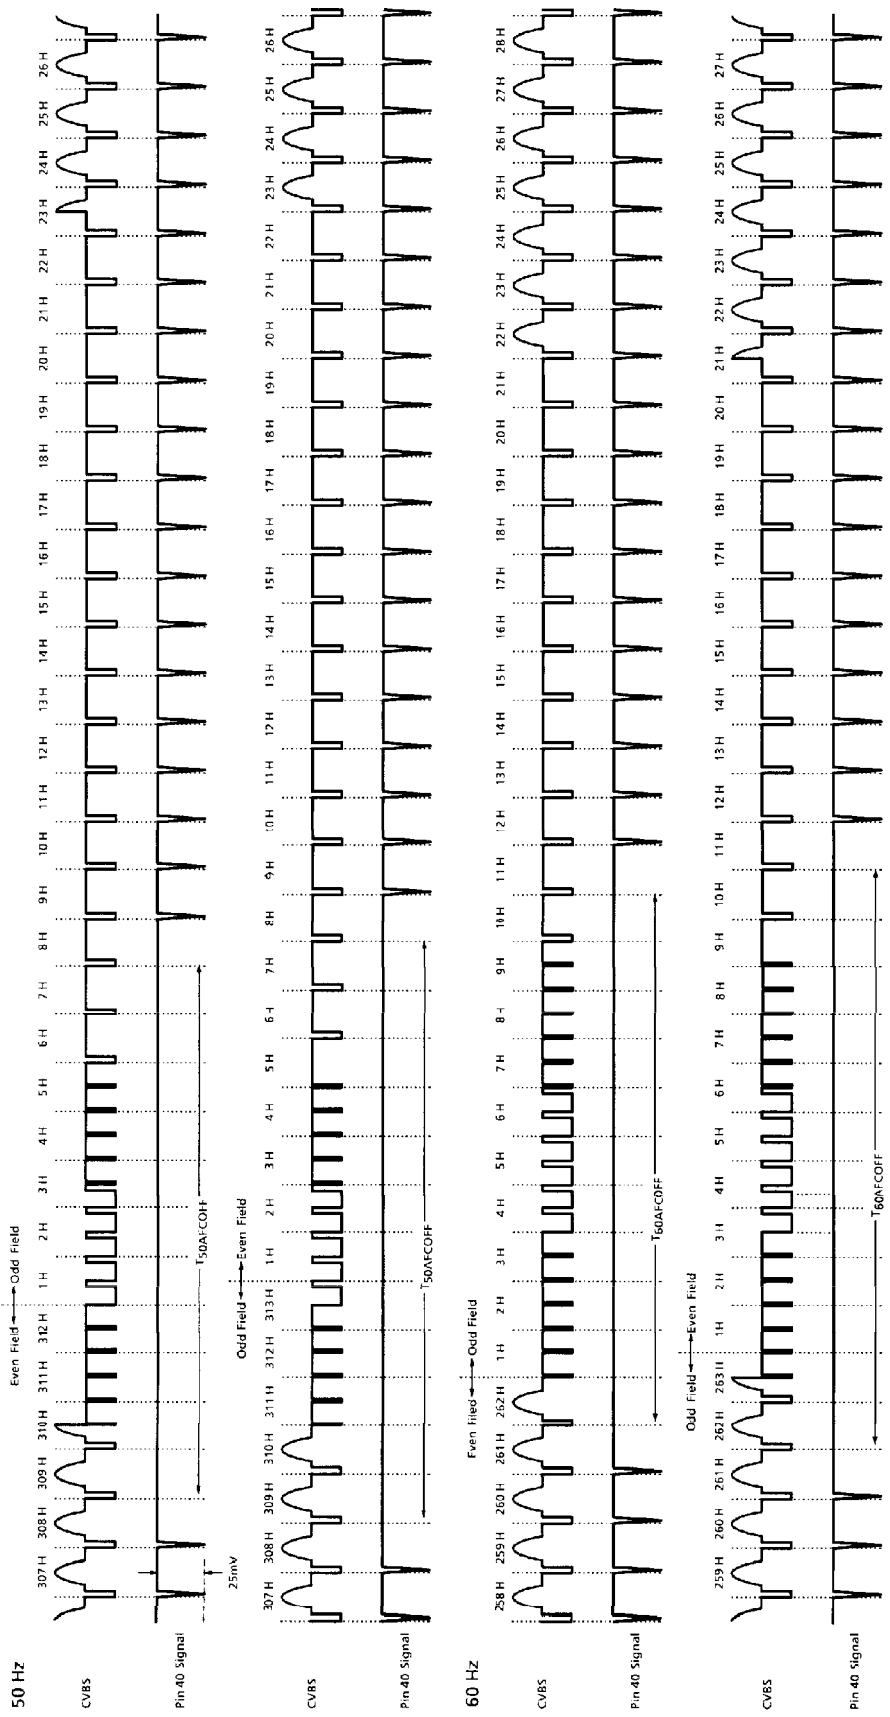 50 Hz
Even Field Odd Field
307 H 308 H 309 H 310 H 311 H 312 H 1 H 2 H 3 H 4 H 5 H 6 H 7 H 8 H 9 H 10 H 11 H 12 H 13 H 14 H 15 H 16 H 17 H 18 H 19 H 20 H 21 H 22 H 23 H 24 H 25 H 26 H
CVBS
T50AFCOFF
Pin 40 Signal
25mV
Odd Field Even Field
307 H 308 H 309 H 310 H 311 H 312 H 313 H 1 H 2 H 3 H 4 H 5 H 6 H 7 H 8 H 9 H 10 H 11 H 12 H 13 H 14 H 15 H 16 H 17 H 18 H 19 H 20 H 21 H 22 H 23 H 24 H 25 H 26 H
CVBS
T50AFCOFF
Pin 40 Signal
60 Hz
Even Filed Odd Field
258 H 259 H 260 H 261 H 262 H 1 H 2 H 3 H 4 H 5 H 6 H 7 H 8 H 9 H 10 H 11 H 12 H 13 H 14 H 15 H 16 H 17 H 18 H 19 H 20 H 21 H 22 H 23 H 24 H 25 H 26 H 27 H 28 H
CVBS
T60AFCOFF
Pin 40 Signal
Odd Field Even Field
259 H 260 H 261 H 262 H 263 H 1 H 2 H 3 H 4 H 5 H 6 H 7 H 8 H 9 H 10 H 11 H 12 H 13 H 14 H 15 H 16 H 17 H 18 H 19 H 20 H 21 H 22 H 23 H 24 H 25 H 26 H 27 H
CVBS
T60AFCOFF
Pin 40 Signal